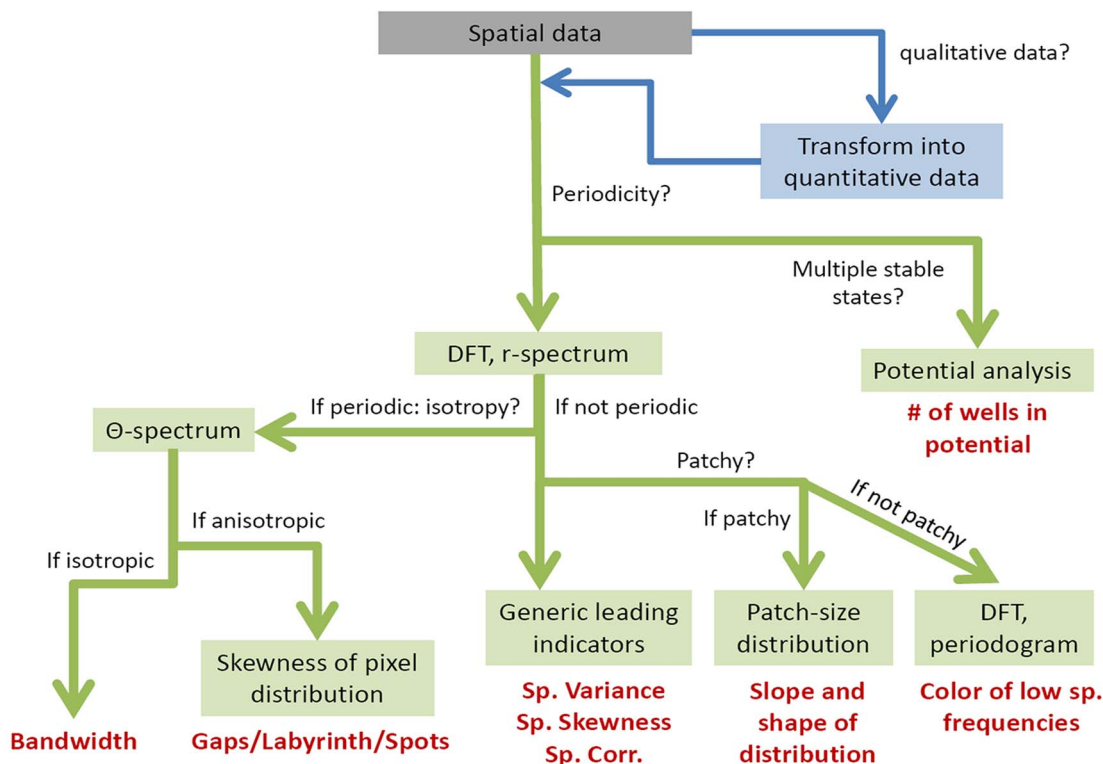 Spatial data
qualitative data?
Transform into
quantitative data
Periodicity?
Multiple stable
states?
DFT, r-spectrum
Potential analysis
# of wells in
potential
If periodic: isotropy?
If not periodic
Θ-spectrum
Patchy?
If not patchy
If anisotropic
If patchy
If isotropic
Generic leading
indicators
Patch-size
distribution
DFT,
periodogram
Skewness of pixel
distribution
Sp. Variance
Sp. Skewness
Sp. Corr.
Slope and
shape of
distribution
Color of low sp.
frequencies
Bandwidth
Gaps/Labyrinth/Spots